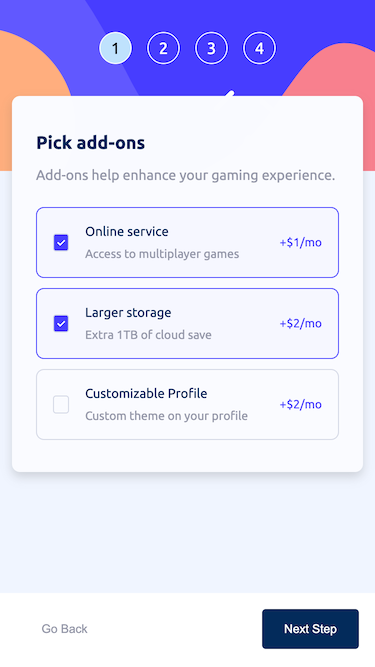 1 2 3 4
Pick add-ons
Add-ons help enhance your gaming experience.
Online service
Access to multiplayer games
+$1/mo
Larger storage
Extra 1TB of cloud save
+$2/mo
Customizable Profile
Custom theme on your profile
+$2/mo
Go Back
Next Step